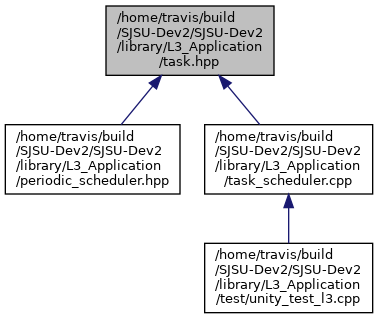 /home/travis/build
/SJSU-Dev2/SJSU-Dev2
/library/L3_Application
/task.hpp
/home/travis/build
/SJSU-Dev2/SJSU-Dev2
/library/L3_Application
/periodic_scheduler.hpp
/home/travis/build
/SJSU-Dev2/SJSU-Dev2
/library/L3_Application
/task_scheduler.cpp
/home/travis/build
/SJSU-Dev2/SJSU-Dev2
/library/L3_Application
/test/unity_test_l3.cpp